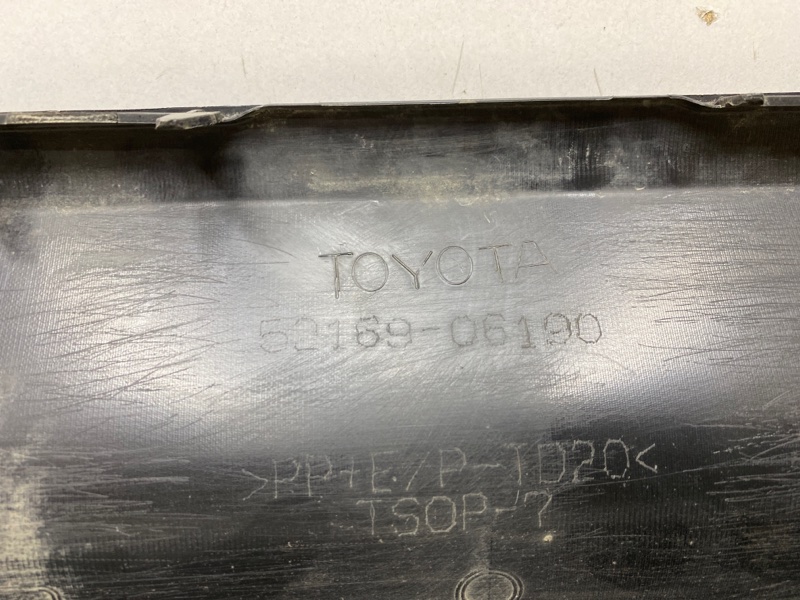 TOYOTA
52169-06190
>PP+E/P-TD20<
TSOP-7